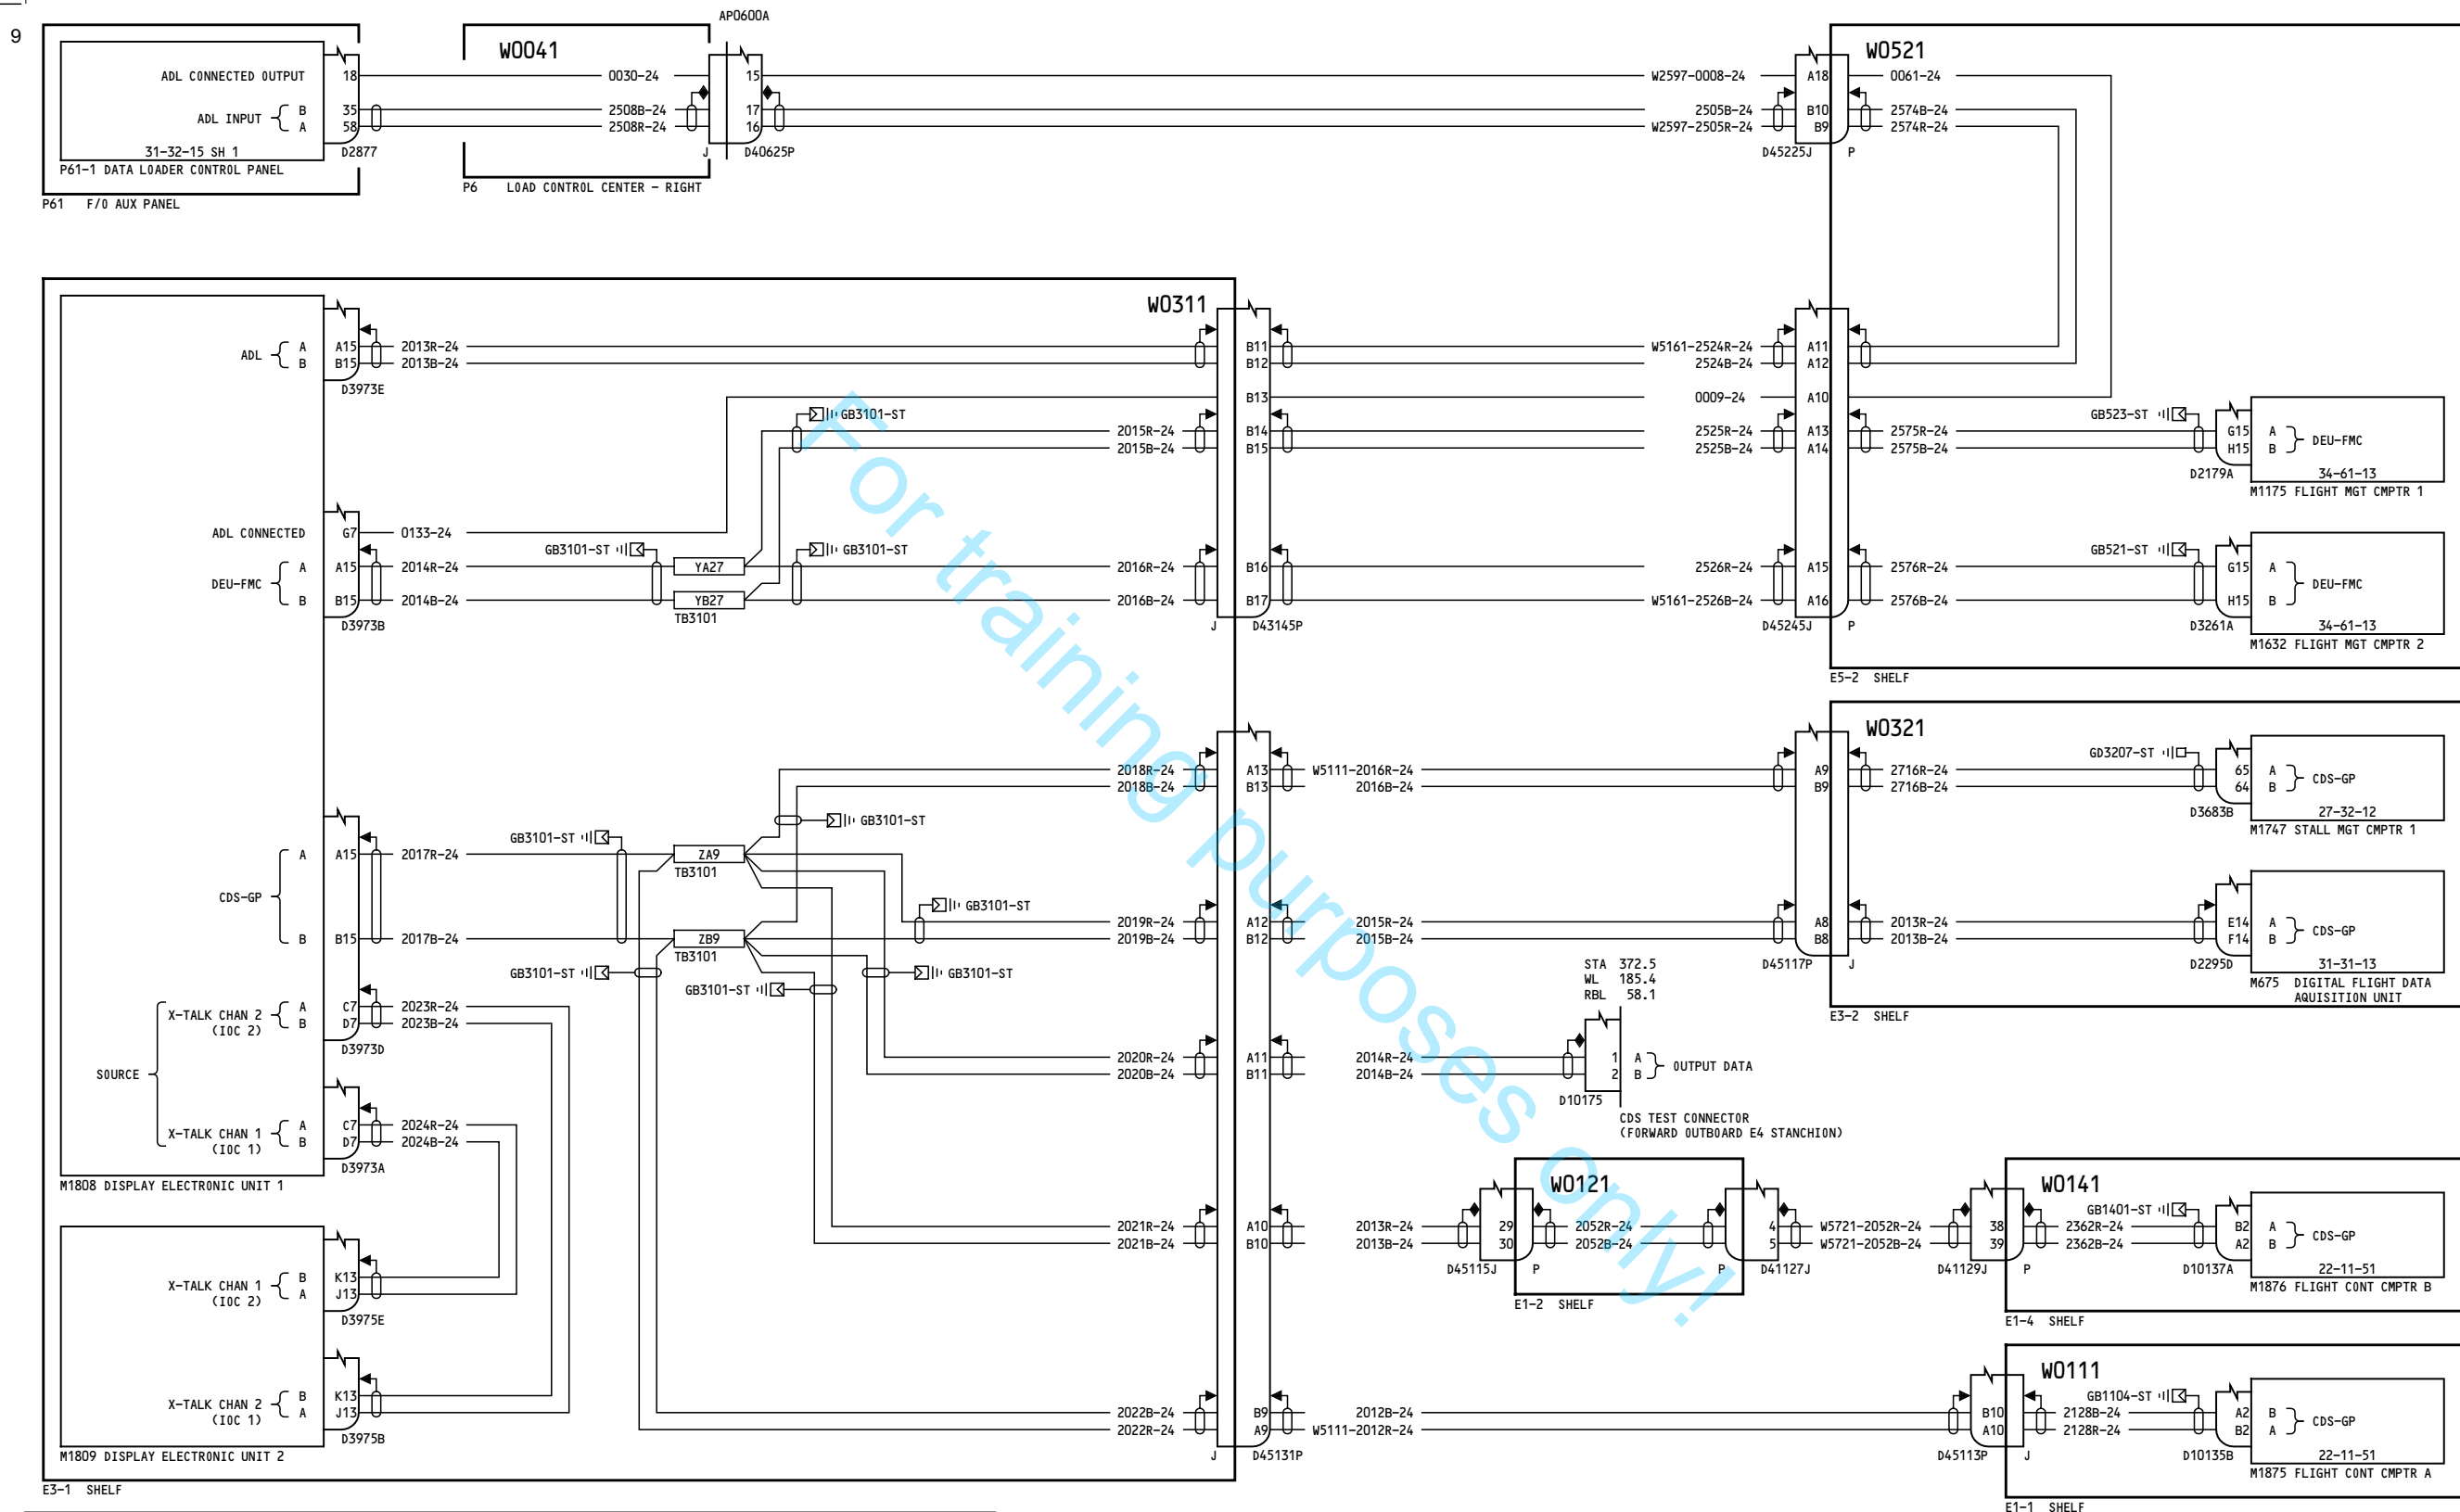 9
AP0600A
W0041
W0521
ADL CONNECTED OUTPUT 18 0030-24 15 W2597-0008-24 A18 0061-24
ADL INPUT B 35 2508B-24 17 2505B-24 B10 2574B-24
A 58 2508R-24 16 W2597-2505R-24 B9 2574R-24
31-32-15 SH 1 D2877 J D40625P D45225J P
P61-1 DATA LOADER CONTROL PANEL
P6 LOAD CONTROL CENTER - RIGHT
P61 F/O AUX PANEL
W0311
ADL A A15 2013R-24 B11 W5161-2524R-24 A11
B B15 2013B-24 B12 2524B-24 A12
D3973E
B13 0009-24 A10
GB3101-ST GB523-ST
2015R-24 B14 2525R-24 A13 2575R-24 G15 A DEU-FMC
2015B-24 B15 2525B-24 A14 2575B-24 H15 B
D2179A 34-61-13
M1175 FLIGHT MGT CMPTR 1
ADL CONNECTED G7 0133-24
GB3101-ST GB3101-ST GB521-ST
DEU-FMC A A15 2014R-24 YA27 2016R-24 B16 2526R-24 A15 2576R-24 G15 A DEU-FMC
B B15 2014B-24 YB27 2016B-24 B17 W5161-2526B-24 A16 2576B-24 H15 B
D3973B TB3101 J D43145P D45245J P D3261A 34-61-13
M1632 FLIGHT MGT CMPTR 2
E5-2 SHELF
W0321
GD3207-ST
2018R-24 A13 W5111-2016R-24 A9 2716R-24 65 A CDS-GP
2018B-24 B13 2016B-24 B9 2716B-24 64 B
D3683B 27-32-12
M1747 STALL MGT CMPTR 1
GB3101-ST GB3101-ST
CDS-GP A A15 2017R-24 ZA9
TB3101
GB3101-ST
2019R-24 A12 2015R-24 A8 2013R-24 E14 A CDS-GP
B B15 2017B-24 ZB9 2019B-24 B12 2015B-24 B8 2013B-24 F14 B
TB3101 D45117P J D2295D 31-31-13
M675 DIGITAL FLIGHT DATA
AQUISITION UNIT
E3-2 SHELF
GB3101-ST GB3101-ST
GB3101-ST
STA 372.5
WL 185.4
RBL 58.1
SOURCE
X-TALK CHAN 2 A C7 2023R-24
(IOC 2) B D7 2023B-24
D3973D
2020R-24 A11 2014R-24 1 A OUTPUT DATA
2020B-24 B11 2014B-24 2 B
D10175
CDS TEST CONNECTOR
(FORWARD OUTBOARD E4 STANCHION)
X-TALK CHAN 1 A C7 2024R-24
(IOC 1) B D7 2024B-24
D3973A
M1808 DISPLAY ELECTRONIC UNIT 1
W0121
W0141
GB1401-ST
2021R-24 A10 2013R-24 29 2052R-24 4 W5721-2052R-24 38 2362R-24 B2 A CDS-GP
2021B-24 B10 2013B-24 30 2052B-24 5 W5721-2052B-24 39 2362B-24 A2 B
D45115J P P D41127J D41129J P D10137A 22-11-51
M1876 FLIGHT CONT CMPTR B
E1-2 SHELF
E1-4 SHELF
X-TALK CHAN 1 B K13
(IOC 2) A J13
D3975E
W0111
GB1104-ST
X-TALK CHAN 2 B K13
(IOC 1) A J13
D3975B
2022B-24 B9 2012B-24 B10 2128B-24 A2 B CDS-GP
2022R-24 A9 W5111-2012R-24 A10 2128R-24 B2 A
J D45131P D45113P J D10135B 22-11-51
M1875 FLIGHT CONT CMPTR A
M1809 DISPLAY ELECTRONIC UNIT 2
E3-1 SHELF
E1-1 SHELF
For training purposes only!